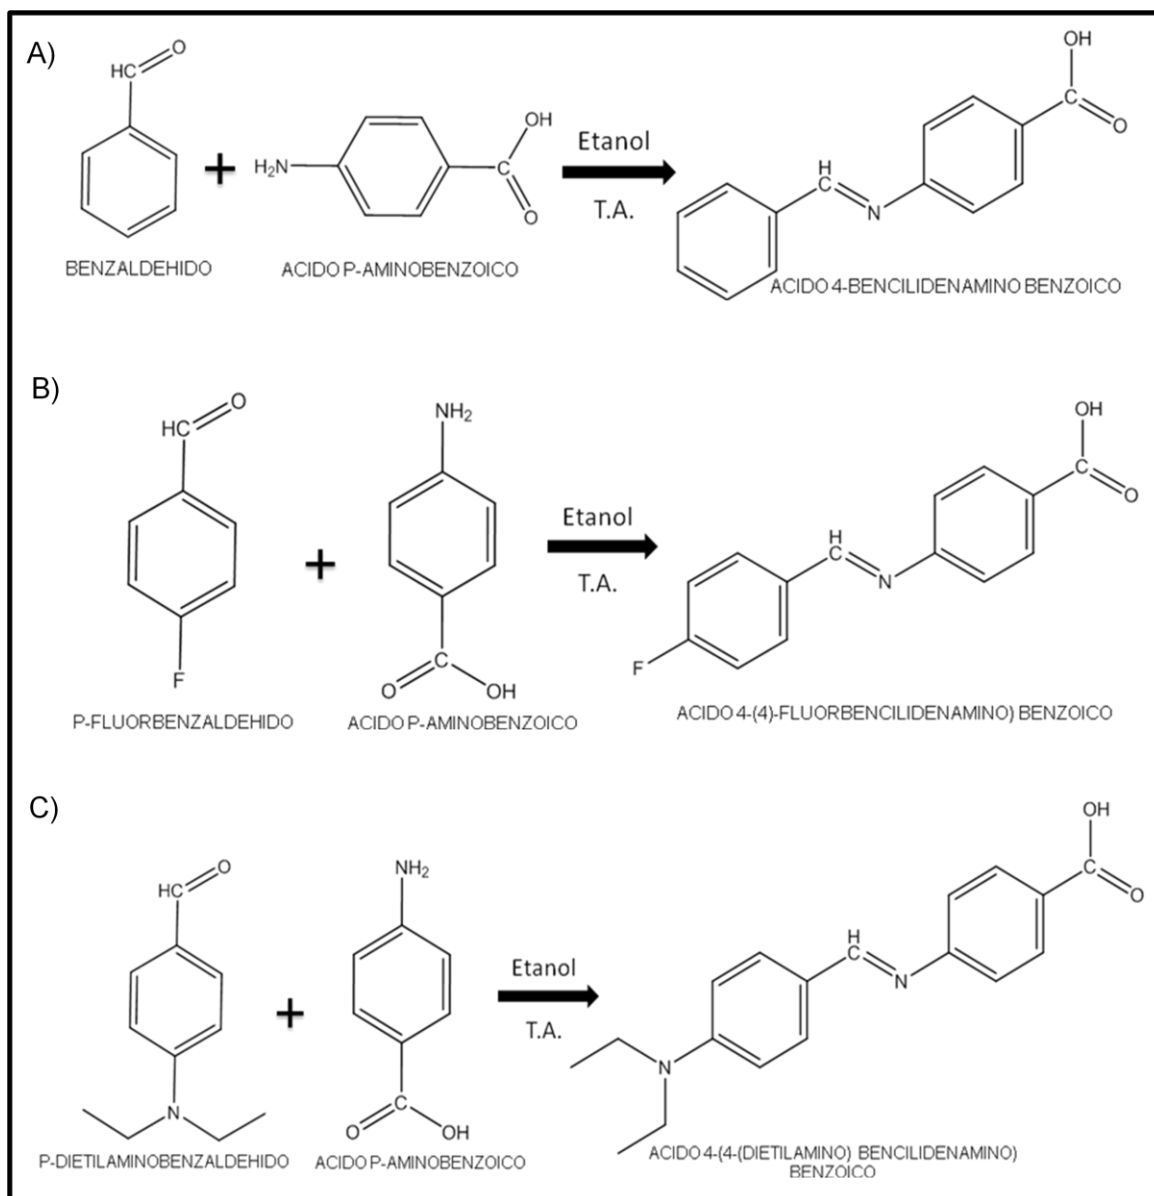 A)
HC
O
H₂N
OH
C
O
Etanol
T.A.
H
C
N
OH
C
O
BENZALDEHIDO
ACIDO P-AMINOBENZOICO
ACIDO 4-BENCILIDENAMINO BENZOICO
B)
HC
O
F
NH₂
C
O
OH
Etanol
T.A.
F
H
C
N
OH
C
O
P-FLUORBENZALDEHIDO
ACIDO P-AMINOBENZOICO
ACIDO 4-(4)-FLUORBENCILIDENAMINO) BENZOICO
C)
HC
O
N
NH₂
C
O
OH
Etanol
T.A.
N
H
C
N
OH
C
O
P-DIETILAMINOBENZALDEHIDO
ACIDO P-AMINOBENZOICO
ACIDO 4-(4-(DIETILAMINO) BENCILIDENAMINO)
BENZOICO